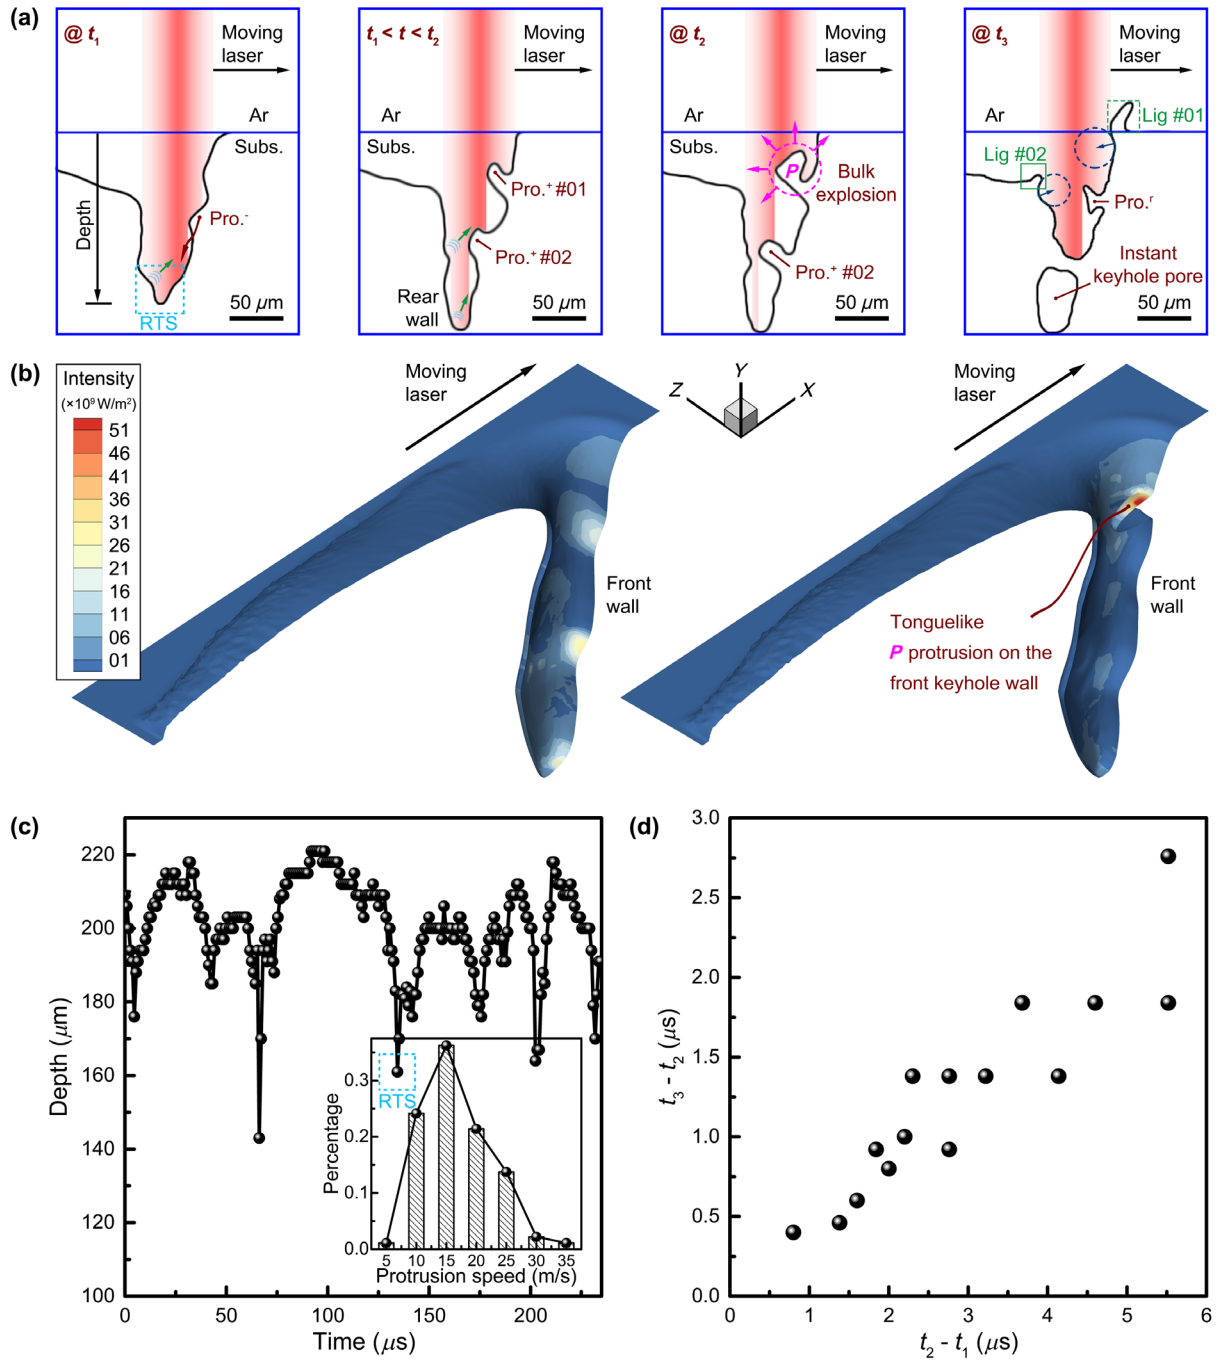 (a)
@ t1
Moving
laser
Ar
Subs.
Depth
Pro.-
RTS
50 μm
t1 < t < t2
Moving
laser
Ar
Subs.
Pro.+ #01
Pro.+ #02
Rear
wall
50 μm
@ t2
Moving
laser
Ar
Subs.
P
Bulk
explosion
Pro.+ #02
50 μm
@ t3
Moving
laser
Ar
Lig #01
Lig #02
Pro.r
Instant
keyhole pore
50 μm
(b)
Intensity
(×10⁹ W/m²)
51
46
41
36
31
26
21
16
11
06
01
Moving
laser
Front
wall
Z
Y
X
Moving
laser
Front
wall
Tonguelike
P protrusion on the
front keyhole wall
(c)
220
200
180
160
140
120
100
Depth (μm)
0 50 100 150 200
Time (μs)
RTS
0.3
0.2
0.1
0.0
Percentage
5 10 15 20 25 30 35
Protrusion speed (m/s)
(d)
3.0
2.5
2.0
1.5
1.0
0.5
0.0
t3 - t2 (μs)
0 1 2 3 4 5 6
t2 - t1 (μs)